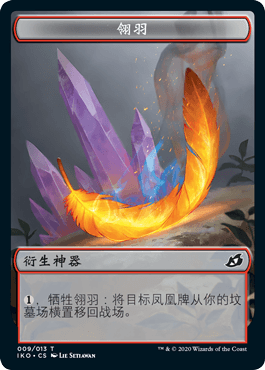 翎羽
衍生神器
1，牺牲翎羽：将目标凤凰牌从你的坟
墓场横置移回战场。
009/013 T
IKO • CS LIE SETIAWAN
™ & © 2020 Wizards of the Coast